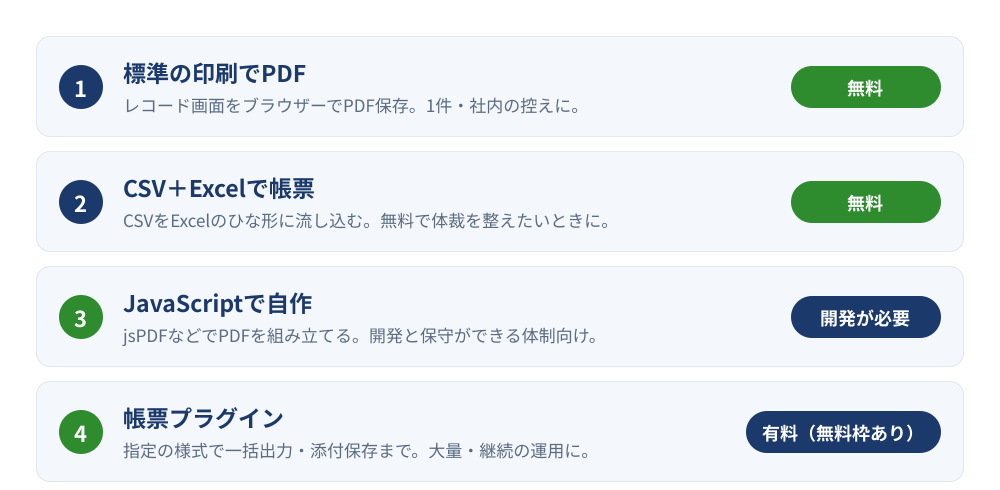 1
標準の印刷でPDF
レコード画面をブラウザーでPDF保存。1件・社内の控えに。
無料
2
CSV＋Excelで帳票
CSVをExcelのひな形に流し込む。無料で体裁を整えたいときに。
無料
3
JavaScriptで自作
jsPDFなどでPDFを組み立てる。開発と保守ができる体制向け。
開発が必要
4
帳票プラグイン
指定の様式で一括出力・添付保存まで。大量・継続の運用に。
有料（無料枠あり）